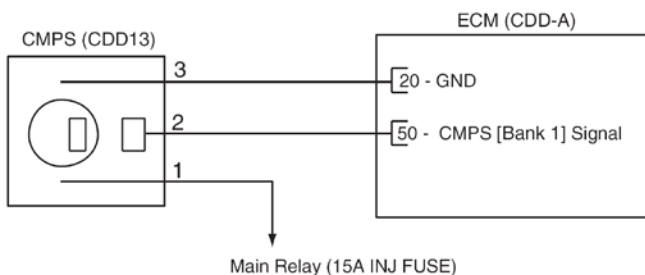 ECM (CDD-A)
CMPS (CDD13)
3
20 - GND
2
50 - CMPS [Bank 1] Signal
1
Main Relay (15A INJ FUSE)